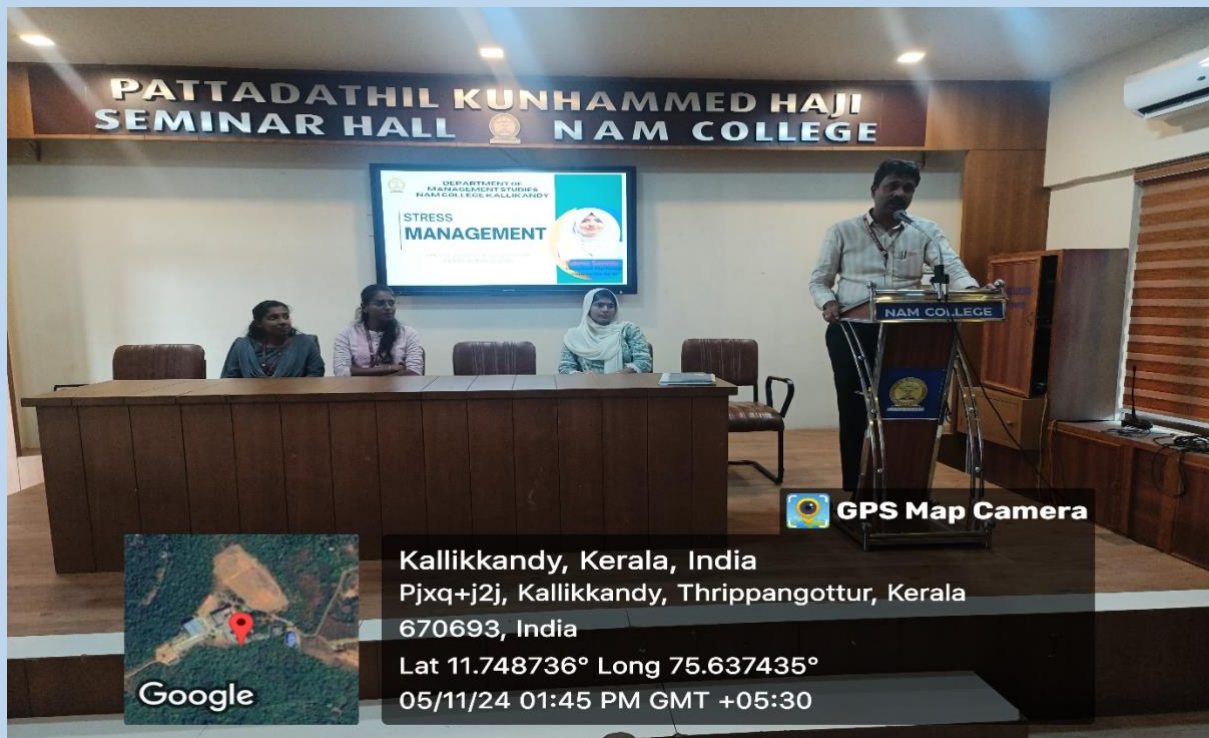 PATTADATHIL KUNHAMMED HAJI
SEMINAR HALL NAM COLLEGE
DEPARTMENT OF
MANAGEMENT STUDIES
NAM COLLEGE KALLIKANDY
STRESS
MANAGEMENT
NAM COLLEGE
GPS Map Camera
Google
Kallikkandy, Kerala, India
Pjxq+j2j, Kallikkandy, Thrippangottur, Kerala
670693, India
Lat 11.748736° Long 75.637435°
05/11/24 01:45 PM GMT +05:30